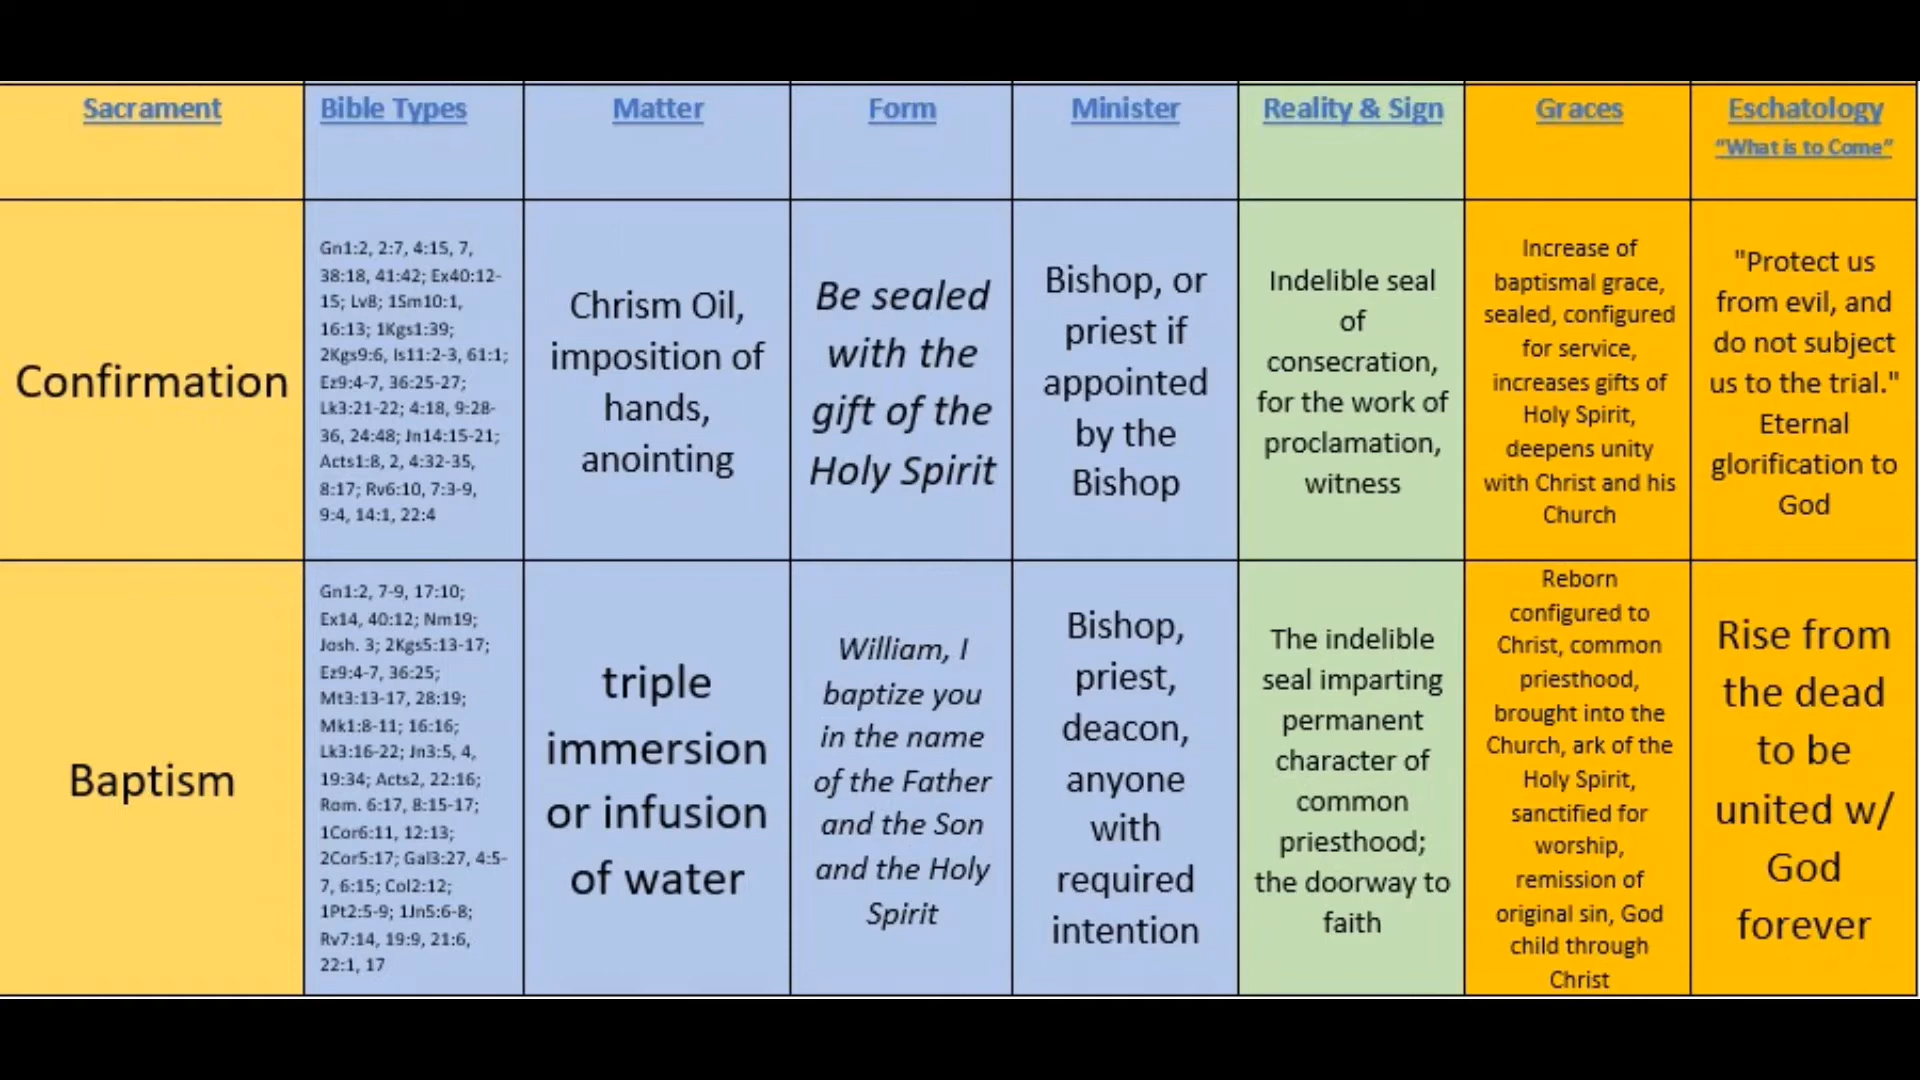 Sacrament
Bible Types
Matter
Form
Minister
Reality & Sign
Graces
Eschatology
“What is to Come”
Confirmation
Gn1:2, 2:7, 4:15, 7,
38:18, 41:42; Ex40:12-
15; Lv8; 1Sm10:1,
16:13; 1Kgs1:39;
2Kgs9:6, Is11:2-3, 61:1;
Ez9:4-7, 36:25-27;
Lk3:21-22; 4:18, 9:28-
36, 24:48; Jn14:15-21;
Acts1:8, 2, 4:32-35,
8:17; Rv6:10, 7:3-9,
9:4, 14:1, 22:4
Chrism Oil,
imposition of
hands,
anointing
Be sealed
with the
gift of the
Holy Spirit
Bishop, or
priest if
appointed
by the
Bishop
Indelible seal
of
consecration,
for the work of
proclamation,
witness
Increase of
baptismal grace,
sealed, configured
for service,
increases gifts of
Holy Spirit,
deepens unity
with Christ and his
Church
"Protect us
from evil, and
do not subject
us to the trial."
Eternal
glorification to
God
Baptism
Gn1:2, 7-9, 17:10;
Ex14, 40:12; Nm19;
Josh. 3; 2Kgs5:13-17;
Ez9:4-7, 36:25;
Mt3:13-17, 28:19;
Mk1:8-11; 16:16;
Lk3:16-22; Jn3:5, 4,
19:34; Acts2, 22:16;
Rom. 6:17, 8:15-17;
1Cor6:11, 12:13;
2Cor5:17; Gal3:27, 4:5-
7, 6:15; Col2:12;
1Pt2:5-9; 1Jn5:6-8;
Rv7:14, 19:9, 21:6,
22:1, 17
triple
immersion
or infusion
of water
William, I
baptize you
in the name
of the Father
and the Son
and the Holy
Spirit
Bishop,
priest,
deacon,
anyone
with
required
intention
The indelible
seal imparting
permanent
character of
common
priesthood;
the doorway to
faith
Reborn
configured to
Christ, common
priesthood,
brought into the
Church, ark of the
Holy Spirit,
sanctified for
worship,
remission of
original sin, God
child through
Christ
Rise from
the dead
to be
united w/
God
forever